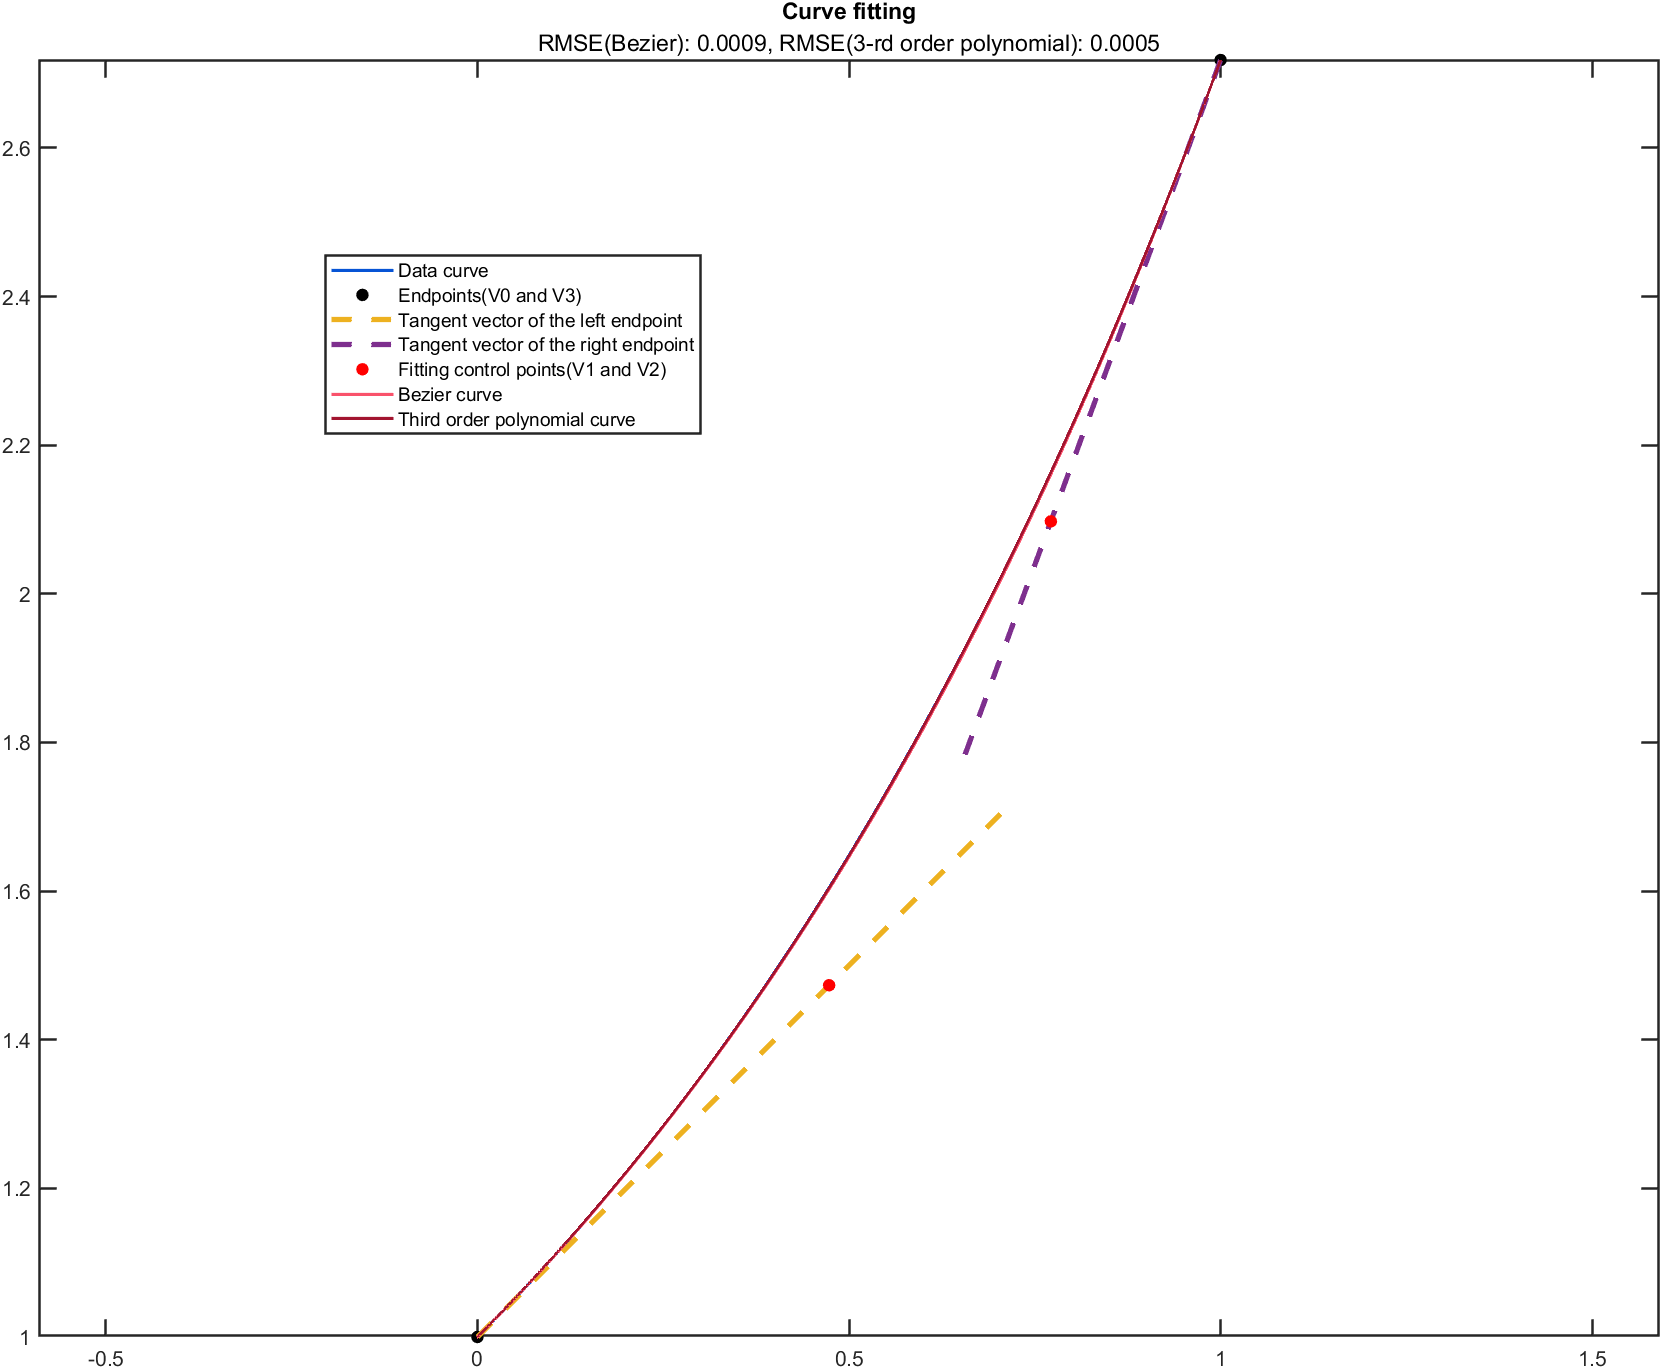 Curve fitting
RMSE(Bezier): 0.0009, RMSE(3-rd order polynomial): 0.0005
2.6
2.4
2.2
2
1.8
1.6
1.4
1.2
1
Data curve
Endpoints(V0 and V3)
Tangent vector of the left endpoint
Tangent vector of the right endpoint
Fitting control points(V1 and V2)
Bezier curve
Third order polynomial curve
-0.5 0 0.5 1 1.5